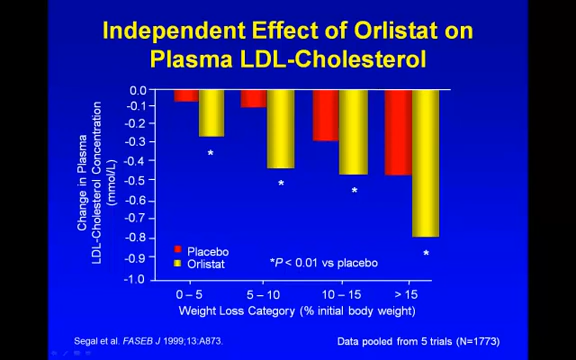 Independent Effect of Orlistat on
Plasma LDL-Cholesterol
Change in Plasma
LDL-Cholesterol Concentration
(mmol/L)
0.0
-0.1
-0.2
-0.3
-0.4
-0.5
-0.6
-0.7
-0.8
-0.9
-1.0
*
*
*
*
Placebo
Orlistat
*P < 0.01 vs placebo
0 – 5
5 – 10
10 – 15
> 15
Weight Loss Category (% initial body weight)
Segal et al. FASEB J 1999;13:A873.
Data pooled from 5 trials (N=1773)